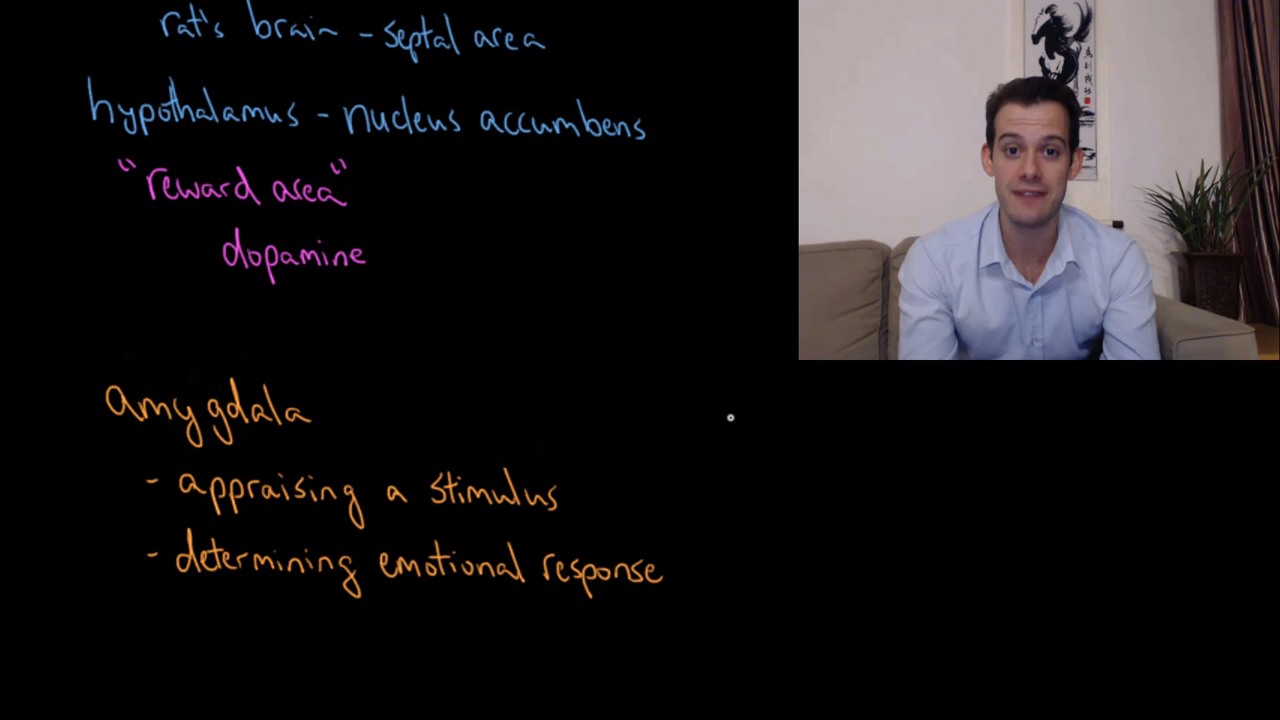 rat's brain - septal area
hypothalamus - nucleus accumbens
"reward area"
dopamine
amygdala
- appraising a stimulus
- determining emotional response